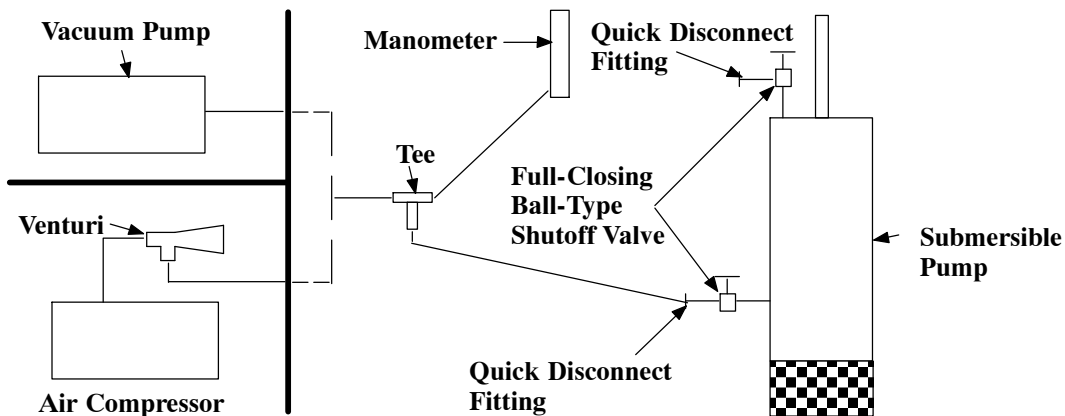 Vacuum Pump
Manometer
Quick Disconnect
Fitting
Tee
Full-Closing
Ball-Type
Shutoff Valve
Venturi
Submersible
Pump
Quick Disconnect
Fitting
Air Compressor